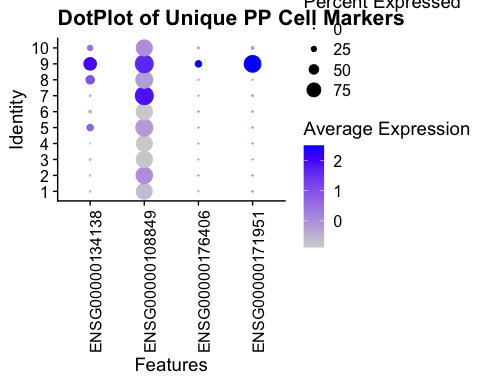 DotPlot of Unique PP Cell Markers
Percent Expressed
0
25
50
75
Average Expression
2
1
0
Identity
10
9
8
7
6
5
4
3
2
1
ENSG00000134138
ENSG00000108849
ENSG00000176406
ENSG00000171951
Features